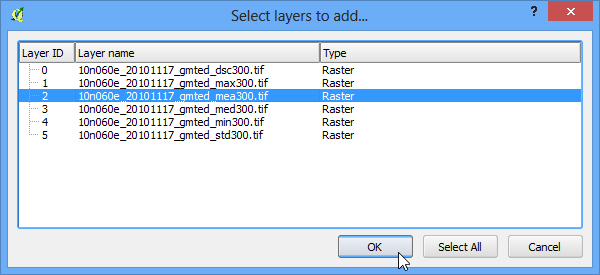 Select layers to add...
?
Layer ID Layer name Type
0 10n060e_20101117_gmted_dsc300.tif Raster
1 10n060e_20101117_gmted_max300.tif Raster
2 10n060e_20101117_gmted_mea300.tif Raster
3 10n060e_20101117_gmted_med300.tif Raster
4 10n060e_20101117_gmted_min300.tif Raster
5 10n060e_20101117_gmted_std300.tif Raster
OK Select All Cancel